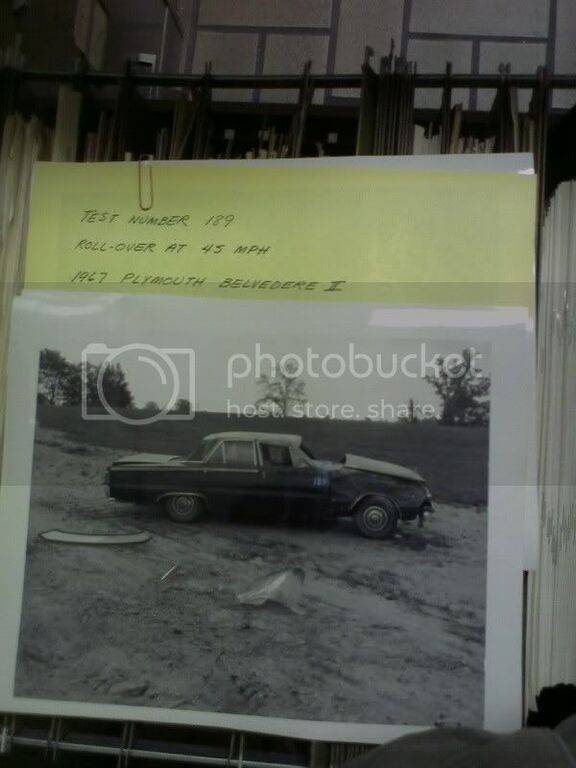 TEST NUMBER 189
ROLL-OVER AT 45 MPH
1967 PLYMOUTH BELVEDERE II
photobucket
host. store. share.